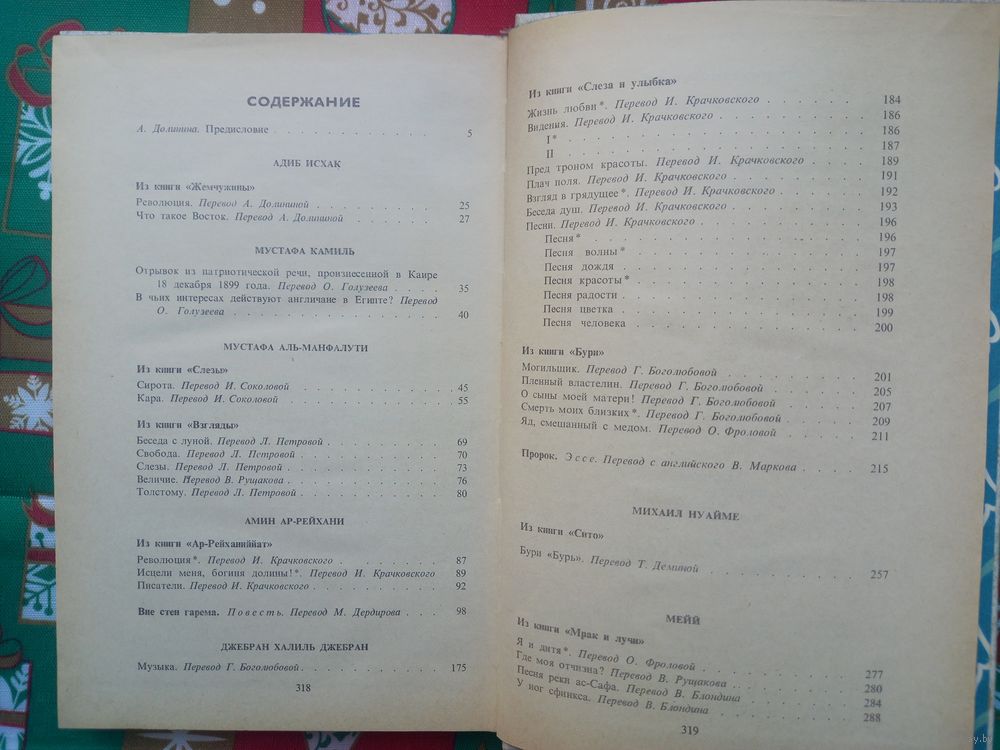 СОДЕРЖАНИЕ
А. Долинина. Предисловие . . . . . . . . . . . . 5
АДИБ ИСХАК
Из книги «Жемчужины»
Революция. Перевод А. Долининой . . . . . . . . . 25
Что такое Восток. Перевод А. Долининой . . . . . . . 27
МУСТАФА КАМИЛЬ
Отрывок из патриотической речи, произнесенной в Каире
18 декабря 1899 года. Перевод О. Голузеева . . . . 35
В чьих интересах действуют англичане в Египте? Перевод
О. Голузеева . . . . . . . . . . . . . . 40
МУСТАФА АЛЬ-МАНФАЛУТИ
Из книги «Слезы»
Сирота. Перевод И. Соколовой . . . . . . . . . . 45
Кара. Перевод И. Соколовой . . . . . . . . . . . 55
Из книги «Взгляды»
Беседа с луной. Перевод Л. Петровой . . . . . . . . 69
Свобода. Перевод Л. Петровой . . . . . . . . . . 70
Слезы. Перевод Л. Петровой . . . . . . . . . . . 73
Величие. Перевод В. Рущакова . . . . . . . . . . 76
Толстому. Перевод Л. Петровой . . . . . . . . . . 80
АМИН АР-РЕЙХАНИ
Из книги «Ар-Рейханиййат»
Революция*. Перевод И. Крачковского . . . . . . . . 87
Исцели меня, богиня долины!*. Перевод И. Крачковского 89
Писатели. Перевод И. Крачковского . . . . . . . . . 92
Вне стен гарема. Повесть. Перевод М. Дердирова . . . 98
ДЖЕБРАН ХАЛИЛЬ ДЖЕБРАН
Музыка. Перевод Г. Боголюбовой . . . . . . . . . . 175
318
Из книги «Слеза и улыбка»
Жизнь любви*. Перевод И. Крачковского . . . . . . . 184
Видения. Перевод И. Крачковского . . . . . . . . . 186
I* . . . . . . . . . . . . . . . . 186
II . . . . . . . . . . . . . . . . 187
Пред троном красоты. Перевод И. Крачковского . . . . 189
Плач поля. Перевод И. Крачковского . . . . . . . . 191
Взгляд в грядущее*. Перевод И. Крачковского . . . . . 192
Беседа душ. Перевод И. Крачковского . . . . . . . . 193
Песни. Перевод И. Крачковского . . . . . . . . . . 196
Песня* . . . . . . . . . . . . . . . 196
Песня волны* . . . . . . . . . . . . . 197
Песня дождя . . . . . . . . . . . . . 197
Песня красоты* . . . . . . . . . . . . 198
Песня радости . . . . . . . . . . . . . 198
Песня цветка . . . . . . . . . . . . . 199
Песня человека . . . . . . . . . . . . . 200
Из книги «Бури»
Могильщик. Перевод Г. Боголюбовой . . . . . . . . 201
Пленный властелин. Перевод Г. Боголюбовой . . . . . . 205
О сыны моей матери! Перевод Г. Боголюбовой . . . . . 207
Смерть моих близких*. Перевод Г. Боголюбовой . . . . 209
Яд, смешанный с медом. Перевод О. Фроловой . . . . . 211
Пророк. Эссе. Перевод с английского В. Маркова . . . . 215
МИХАИЛ НУАЙМЕ
Из книги «Сито»
Бури «Бурь». Перевод Т. Деминой . . . . . . . . . 257
МЕЙЙ
Из книги «Мрак и лучи»
Я и дитя*. Перевод О. Фроловой . . . . . . . . . . 277
Где моя отчизна? Перевод В. Рущакова . . . . . . . . 280
Песня реки ас-Сафа. Перевод В. Блондина . . . . . . 284
У ног сфинкса. Перевод В. Блондина . . . . . . . . 288
319
ay.by